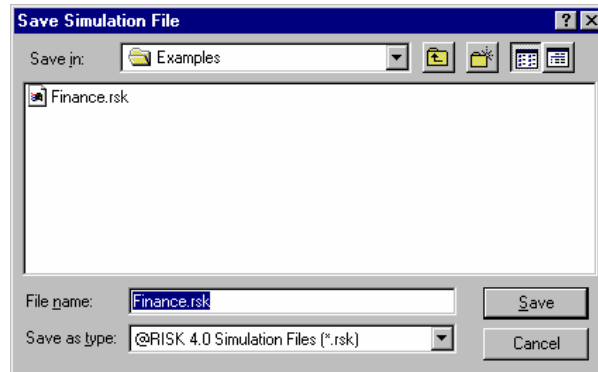 Save Simulation File
Save in: Examples
Finance.rsk
File name: Finance.rsk Save
Save as type: @RISK 4.0 Simulation Files (*.rsk) Cancel